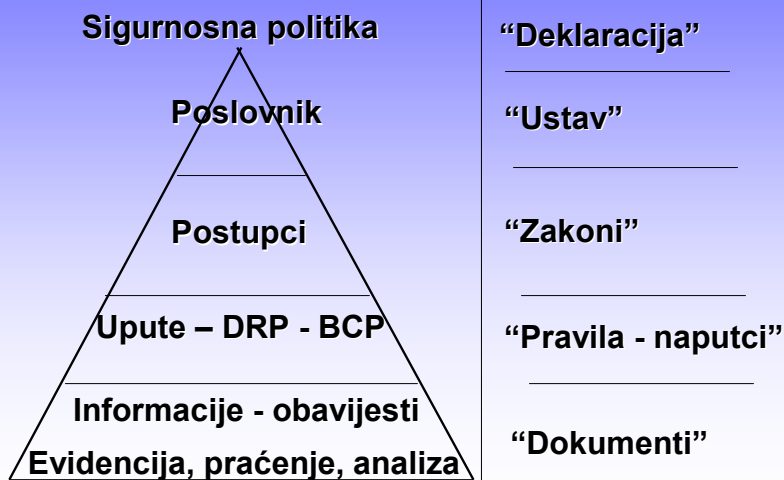 Sigurnosna politika
“Deklaracija”
Poslovnik
“Ustav”
Postupci
“Zakoni”
Upute – DRP - BCP
“Pravila - naputci”
Informacije - obavijesti
Evidencija, praćenje, analiza
“Dokumenti”